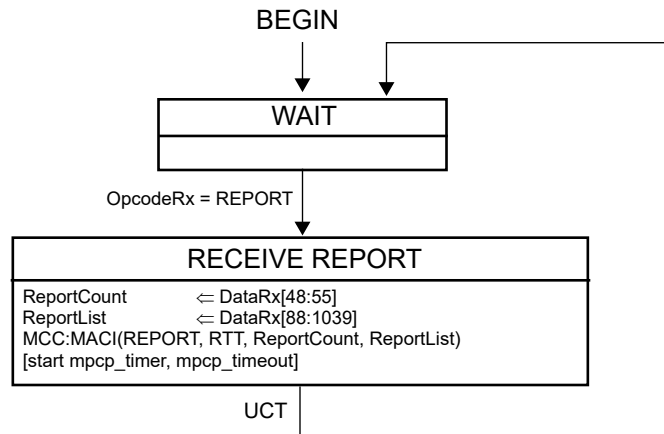 BEGIN
WAIT
OpcodeRx = REPORT
RECEIVE REPORT
ReportCount ⇐ DataRx[48:55]
ReportList ⇐ DataRx[88:1039]
MCC:MACI(REPORT, RTT, ReportCount, ReportList)
[start mpcp_timer, mpcp_timeout]
UCT